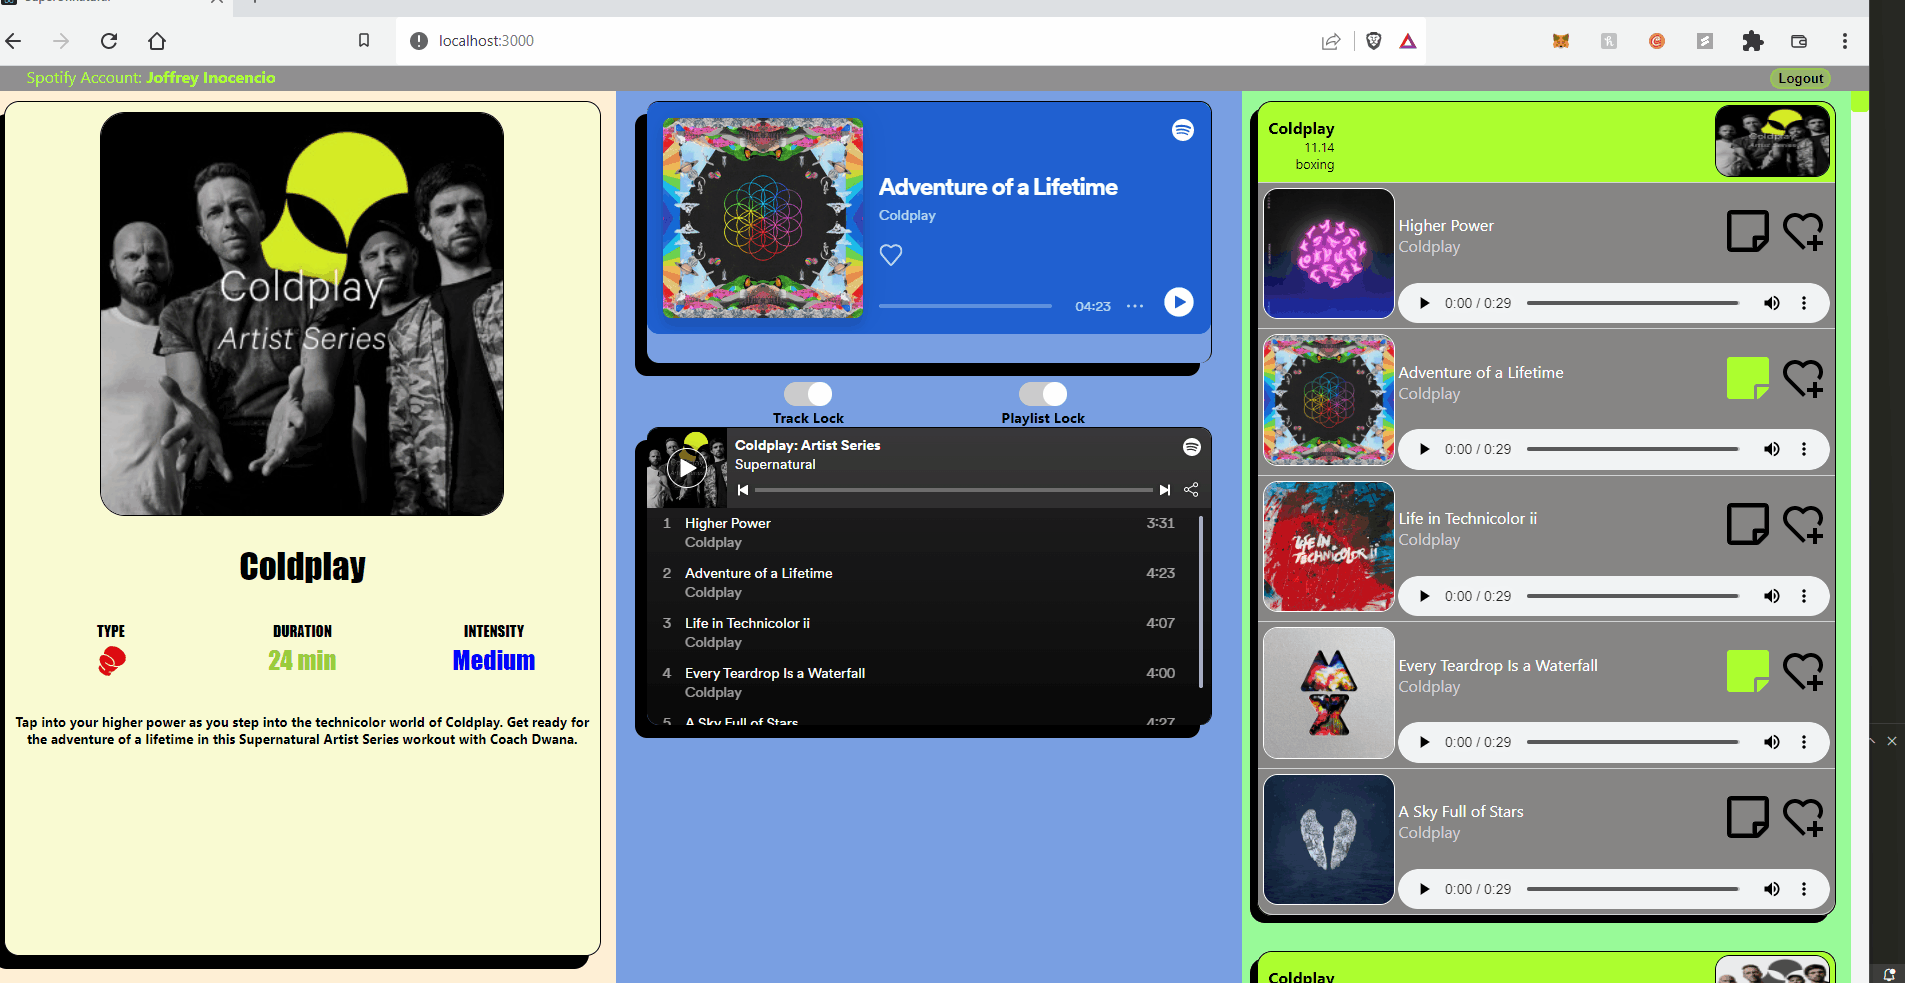 localhost:3000
Spotify Account: Joffrey Inocencio
Logout
Coldplay
Artist Series
Coldplay
TYPE
DURATION
INTENSITY
24 min
Medium
Tap into your higher power as you step into the technicolor world of Coldplay. Get ready for
the adventure of a lifetime in this Supernatural Artist Series workout with Coach Dwana.
Adventure of a Lifetime
Coldplay
04:23
Track Lock
Playlist Lock
Coldplay: Artist Series
Supernatural
1 Higher Power 3:31
Coldplay
2 Adventure of a Lifetime 4:23
Coldplay
3 Life in Technicolor ii 4:07
Coldplay
4 Every Teardrop Is a Waterfall 4:00
Coldplay
5 A Sky Full of Stars 4:27
Coldplay
11.14
boxing
Coldplay
Artist Series
Higher Power
Coldplay
0:00 / 0:29
Adventure of a Lifetime
Coldplay
0:00 / 0:29
LIFE IN
TECHNICOLOR ii
Life in Technicolor ii
Coldplay
0:00 / 0:29
Every Teardrop Is a Waterfall
Coldplay
0:00 / 0:29
A Sky Full of Stars
Coldplay
0:00 / 0:29
Coldplay